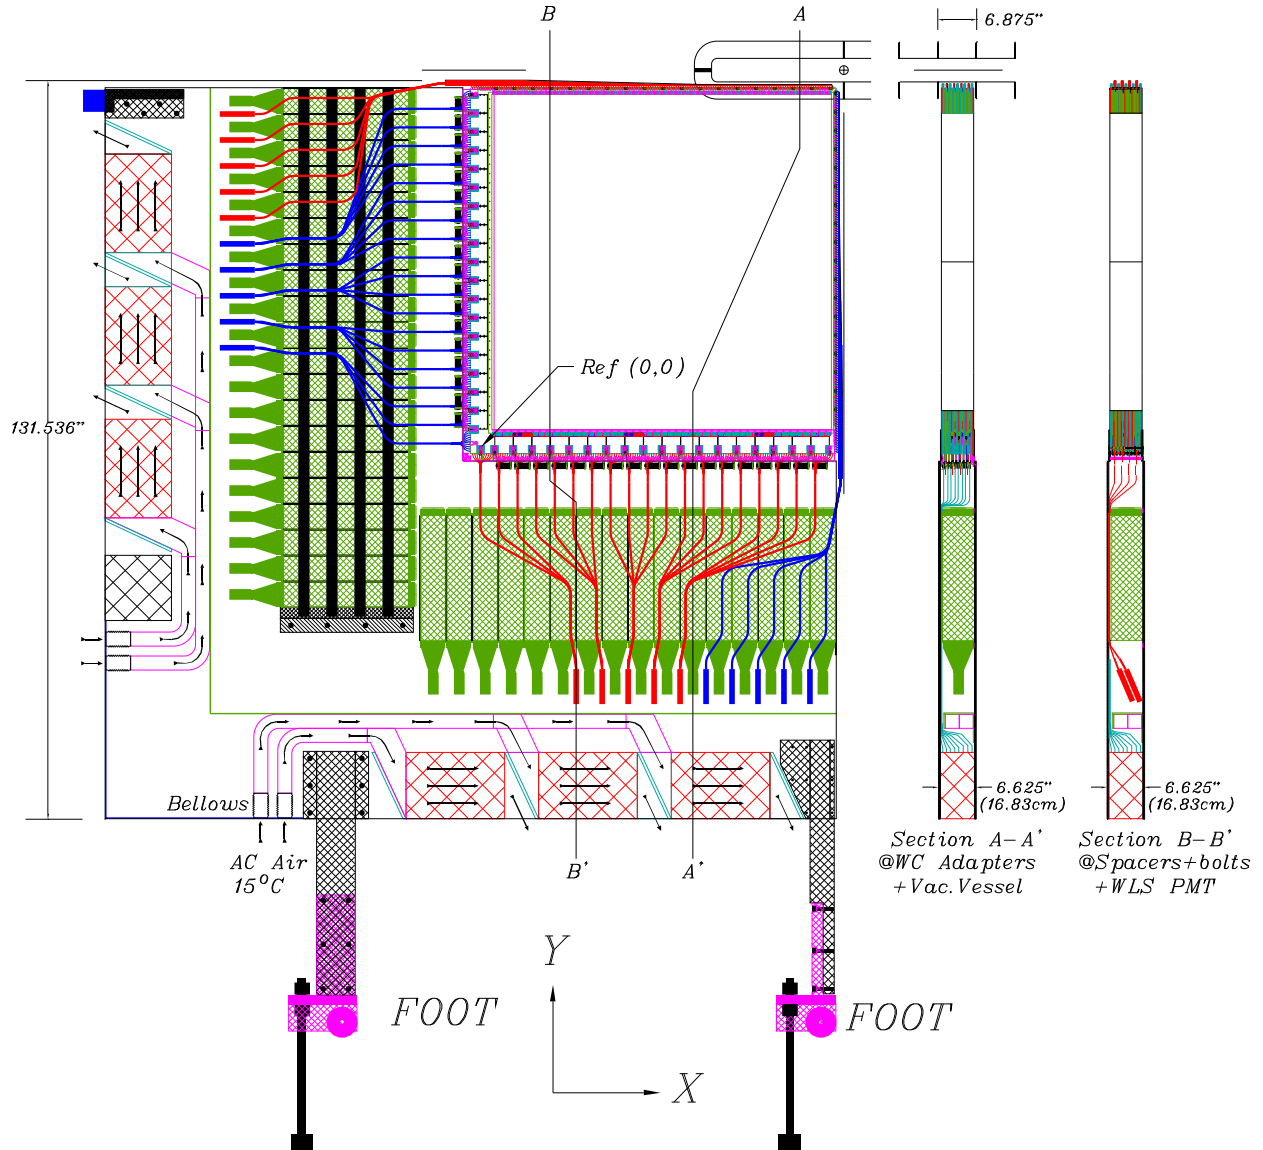 B
A
6.875"
Ref (0,0)
131.536"
Bellows
AC Air
15°C
B'
A'
6.625"
(16.83cm)
6.625"
(16.83cm)
Section A-A'
@WC Adapters
+Vac.Vessel
Section B-B'
@Spacers+bolts
+WLS PMT
Y
FOOT
FOOT
X